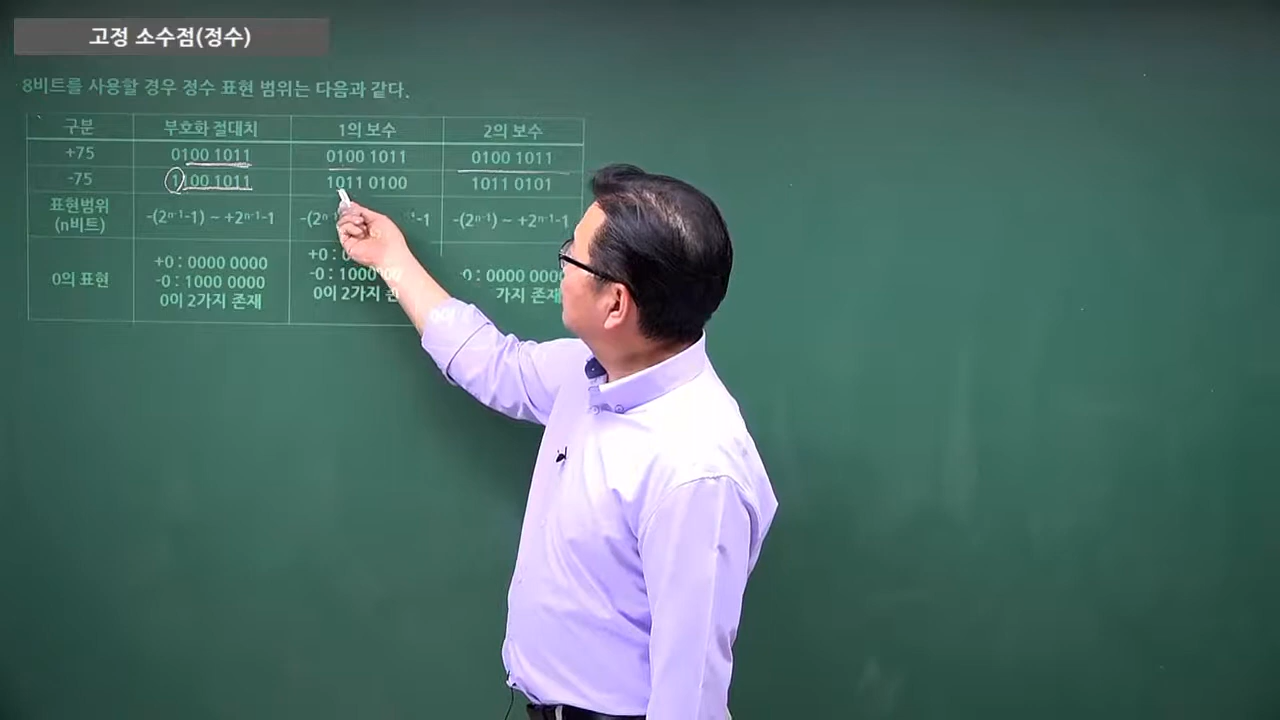 고정 소수점(정수)
8비트를 사용할 경우 정수 표현 범위는 다음과 같다.
구분 부호화 절대치 1의 보수 2의 보수
+75 0100 1011 0100 1011 0100 1011
-75 1100 1011 1011 0100 1011 0101
표현범위
(n비트) -(2ⁿ⁻¹-1) ~ +2ⁿ⁻¹-1 -(2ⁿ⁻¹) ~ +2ⁿ⁻¹-1
0의 표현
+0 : 0000 0000 +0 :
-0 : 1000 0000 -0 : 1000 -0 : 0000 0000
0이 2가지 존재 0이 2가지 가지 존재